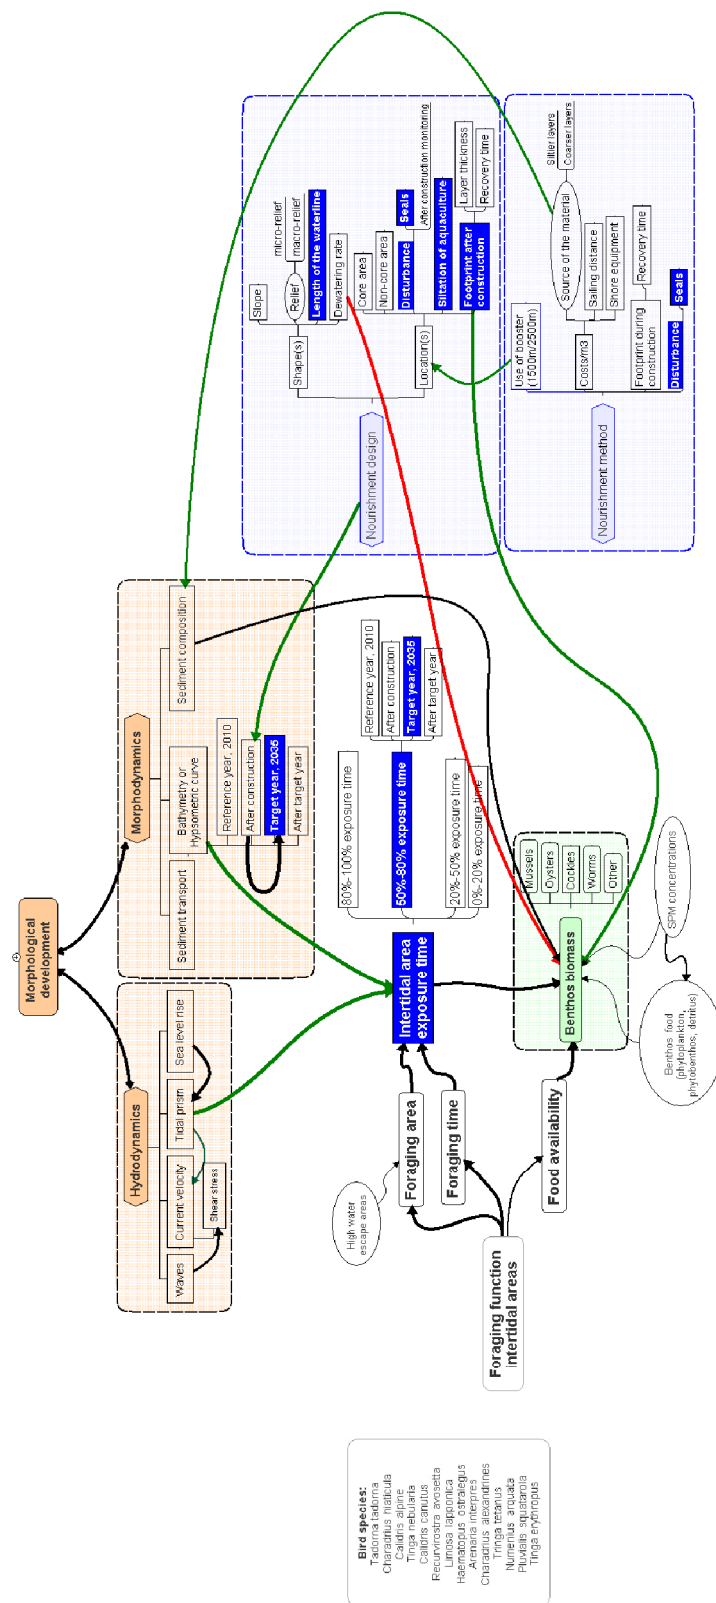 Morphological
development
Hydrodynamics
Waves
Current velocity
Tidal prism
Sea level rise
Shear stress
Morphodynamics
Sediment transport
Bathymetry or
Hypsometric curve
Sediment composition
Reference year, 2010
After construction
Target year, 2035
After target year
Nourishment design
Shape(s)
Slope
Relief
micro-relief
macro-relief
Length of the waterline
Dewatering rate
Location(s)
Core area
Non-core area
Disturbance
Seals
After construction monitoring
Siltation of aquaculture
Footprint after
construction
Layer thickness
Recovery time
Nourishment method
Use of booster
(1500m/2500m)
Costs/m3
Source of the material
Siltier layers
Coarser layers
Sailing distance
Shore equipment
Footprint during
construction
Recovery time
Disturbance
Seals
Intertidal area
exposure time
80%-100% exposure time
50%-80% exposure time
Reference year, 2010
After construction
Target year, 2035
After target year
20%-50% exposure time
0%-20% exposure time
Benthos biomass
Mussels
Oysters
Cockles
Worms
Other
SPM concentrations
Benthos food
(phytoplankton,
phytobenthos, detritus)
High water
escape areas
Foraging area
Foraging time
Food availability
Foraging function
intertidal areas
Bird species:
Tadorna tadorna
Charadrius hiaticula
Calidris alpine
Tinga nebularia
Calidris canutus
Recurvirostra avosetta
Limosa lapponica
Haematopus ostralegus
Arenaria interpres
Charadrius alexandrines
Tringa tetanus
Numenius arquata
Pluvialis squatarola
Tinga erythropus